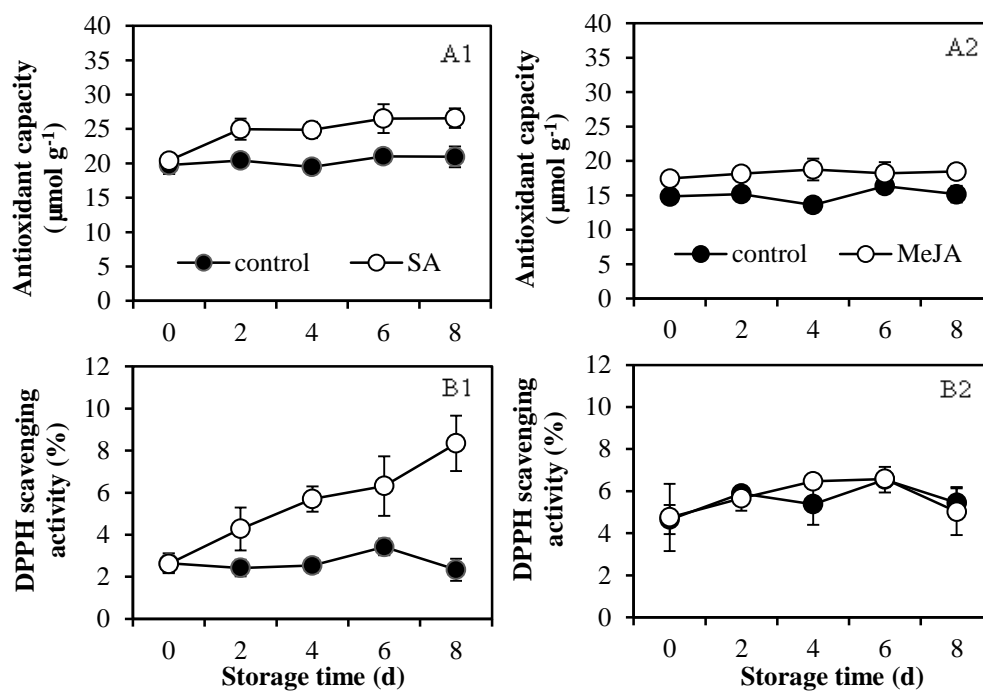 Antioxidant capacity
(μmol g-1)
40
35
30
25
20
15
10
5
0
A1
control
SA
0 2 4 6 8
Antioxidant capacity
(μmol g-1)
40
35
30
25
20
15
10
5
0
A2
control
MeJA
0 2 4 6 8
DPPH scavenging
activity (%)
12
10
8
6
4
2
0
B1
0 2 4 6 8
Storage time (d)
DPPH scavenging
activity (%)
12
10
8
6
4
2
0
B2
0 2 4 6 8
Storage time (d)